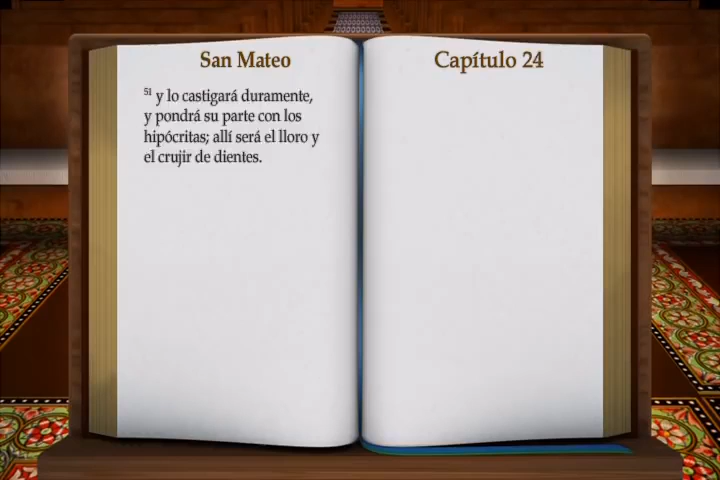 San Mateo
Capítulo 24
51 y lo castigará duramente,
y pondrá su parte con los
hipócritas; allí será el lloro y
el crujir de dientes.